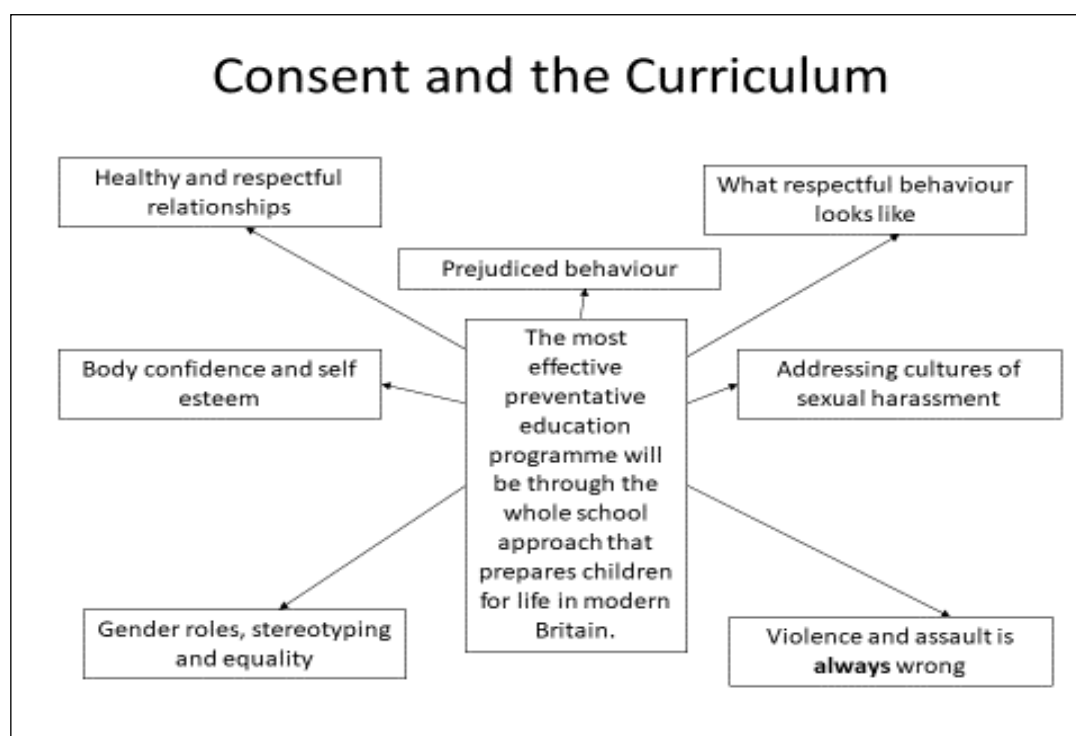 Consent and the Curriculum
Healthy and respectful
relationships
What respectful behaviour
looks like
Prejudiced behaviour
The most
effective
preventative
education
programme will
be through the
whole school
approach that
prepares children
for life in modern
Britain.
Body confidence and self
esteem
Addressing cultures of
sexual harassment
Gender roles, stereotyping
and equality
Violence and assault is
always wrong